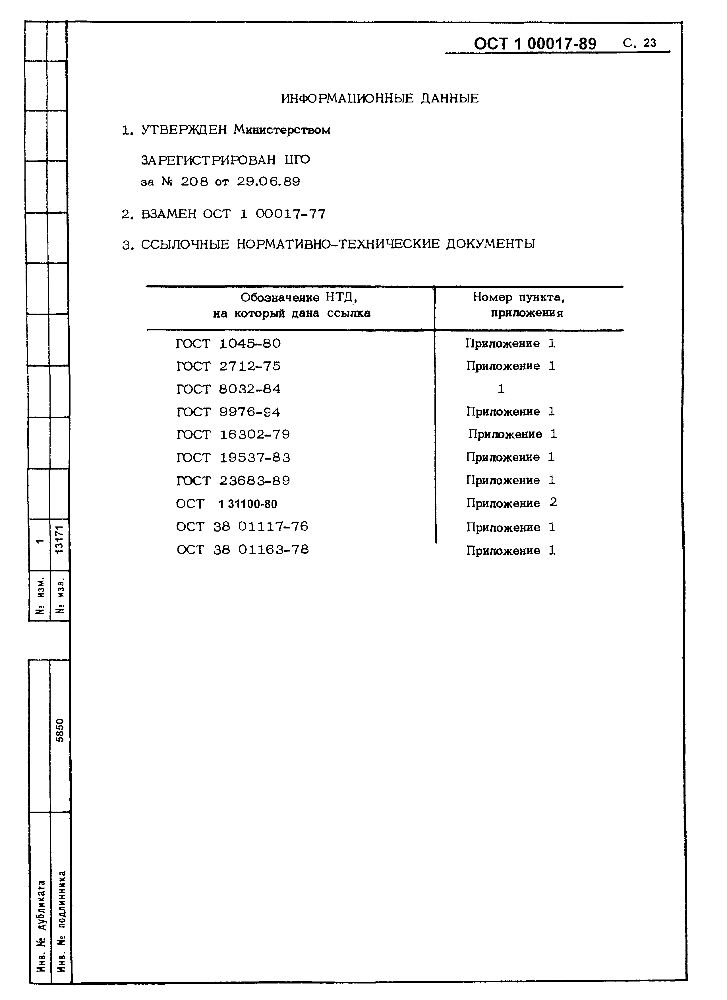 ОСТ 1 00017-89 С. 23
ИНФОРМАЦИОННЫЕ ДАННЫЕ
1. УТВЕРЖДЕН Министерством
ЗАРЕГИСТРИРОВАН ЦГО
за № 208 от 29.06.89
2. ВЗАМЕН ОСТ 1 00017-77
3. ССЫЛОЧНЫЕ НОРМАТИВНО-ТЕХНИЧЕСКИЕ ДОКУМЕНТЫ
Обозначение НТД, Номер пункта,
на который дана ссылка приложения
ГОСТ 1045-80 Приложение 1
ГОСТ 2712-75 Приложение 1
ГОСТ 8032-84 1
ГОСТ 9976-94 Приложение 1
ГОСТ 16302-79 Приложение 1
ГОСТ 19537-83 Приложение 1
ГОСТ 23683-89 Приложение 1
ОСТ 1 31100-80 Приложение 2
ОСТ 38 01117-76 Приложение 1
ОСТ 38 01163-78 Приложение 1
№ изм. 1
№ изв. 13171
Инв. № дубликата
Инв. № подлинника 5850